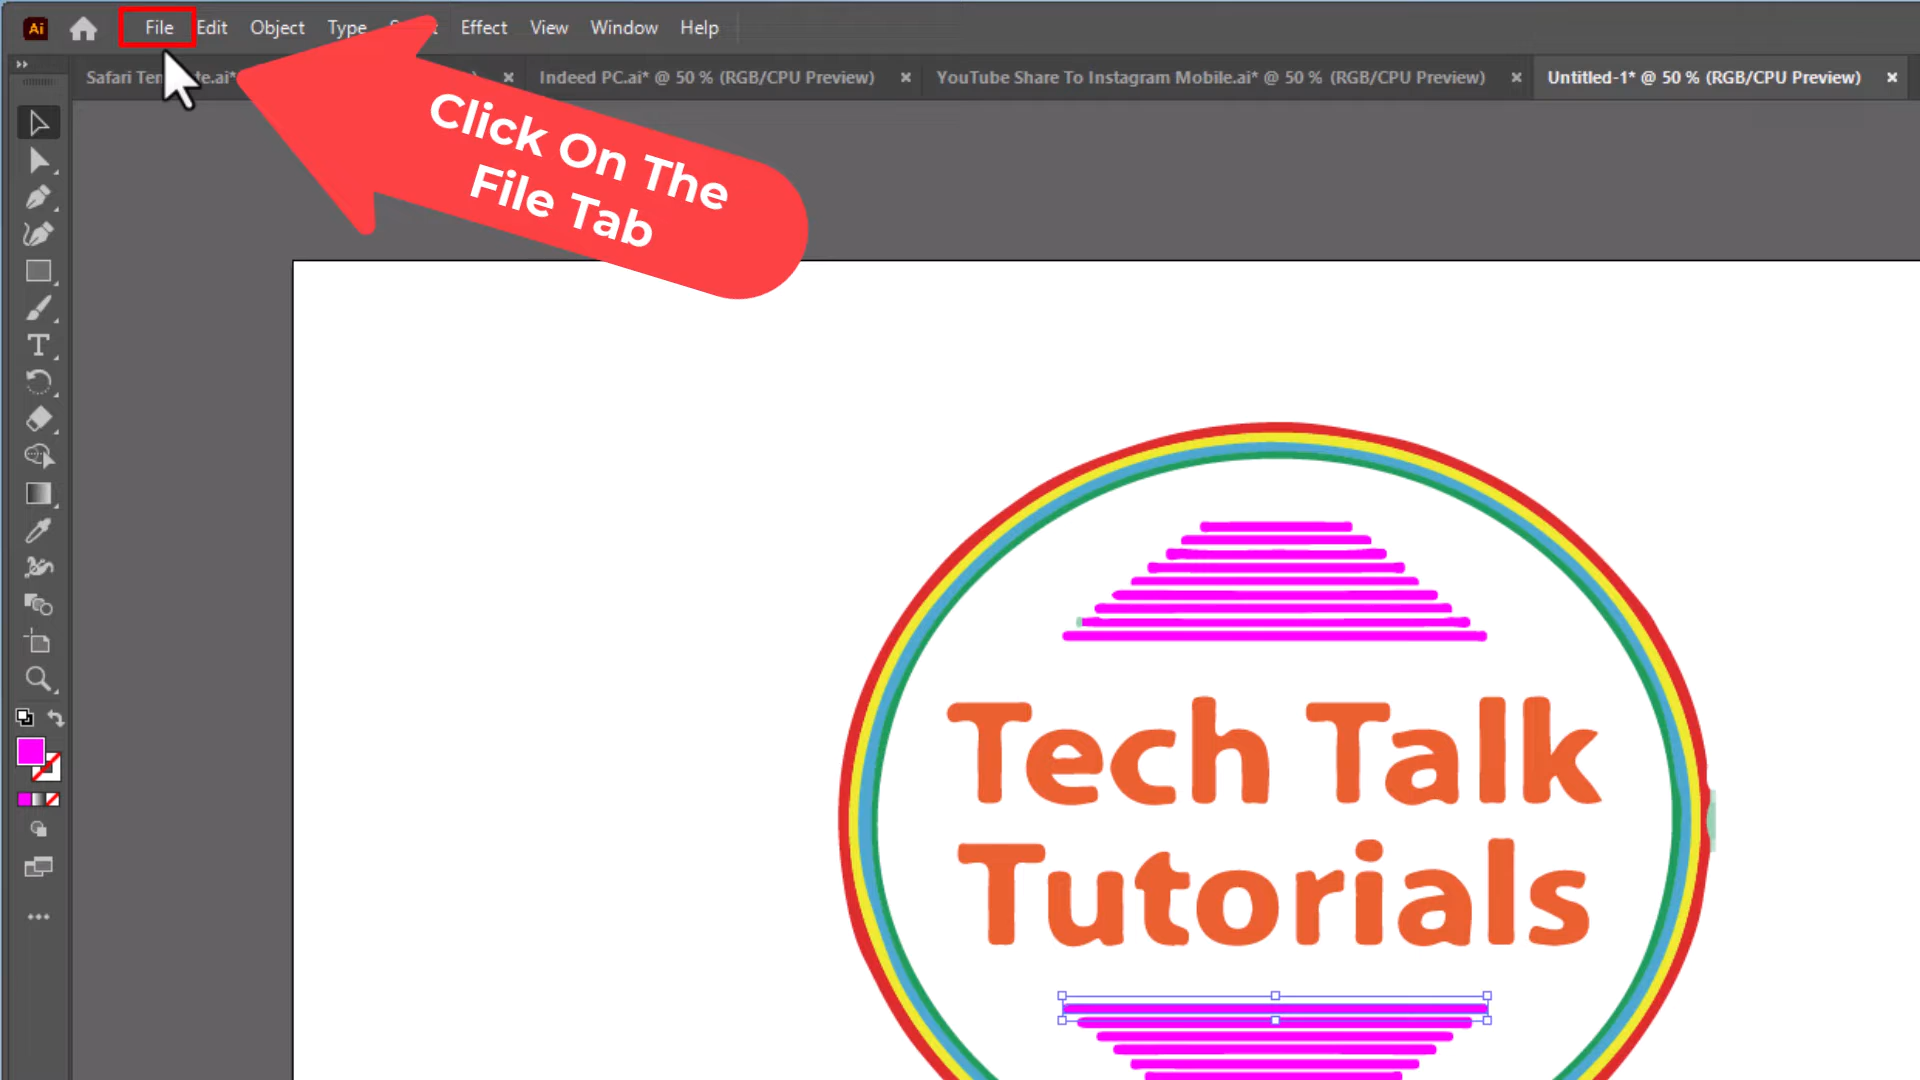 Ai File Edit Object Type Effect View Window Help
Safari Indeed PC.ai* @ 50 % (RGB/CPU Preview) × YouTube Share To Instagram Mobile.ai* @ 50 % (RGB/CPU Preview) × Untitled-1* @ 50 % (RGB/CPU Preview) ×
Click On The
File Tab
Tech Talk
Tutorials